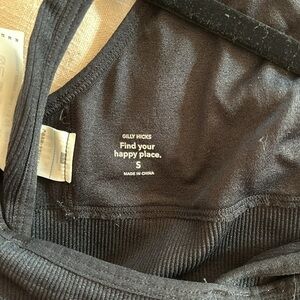 GILLY HICKS
Find your
happy place.
S
MADE IN CHINA